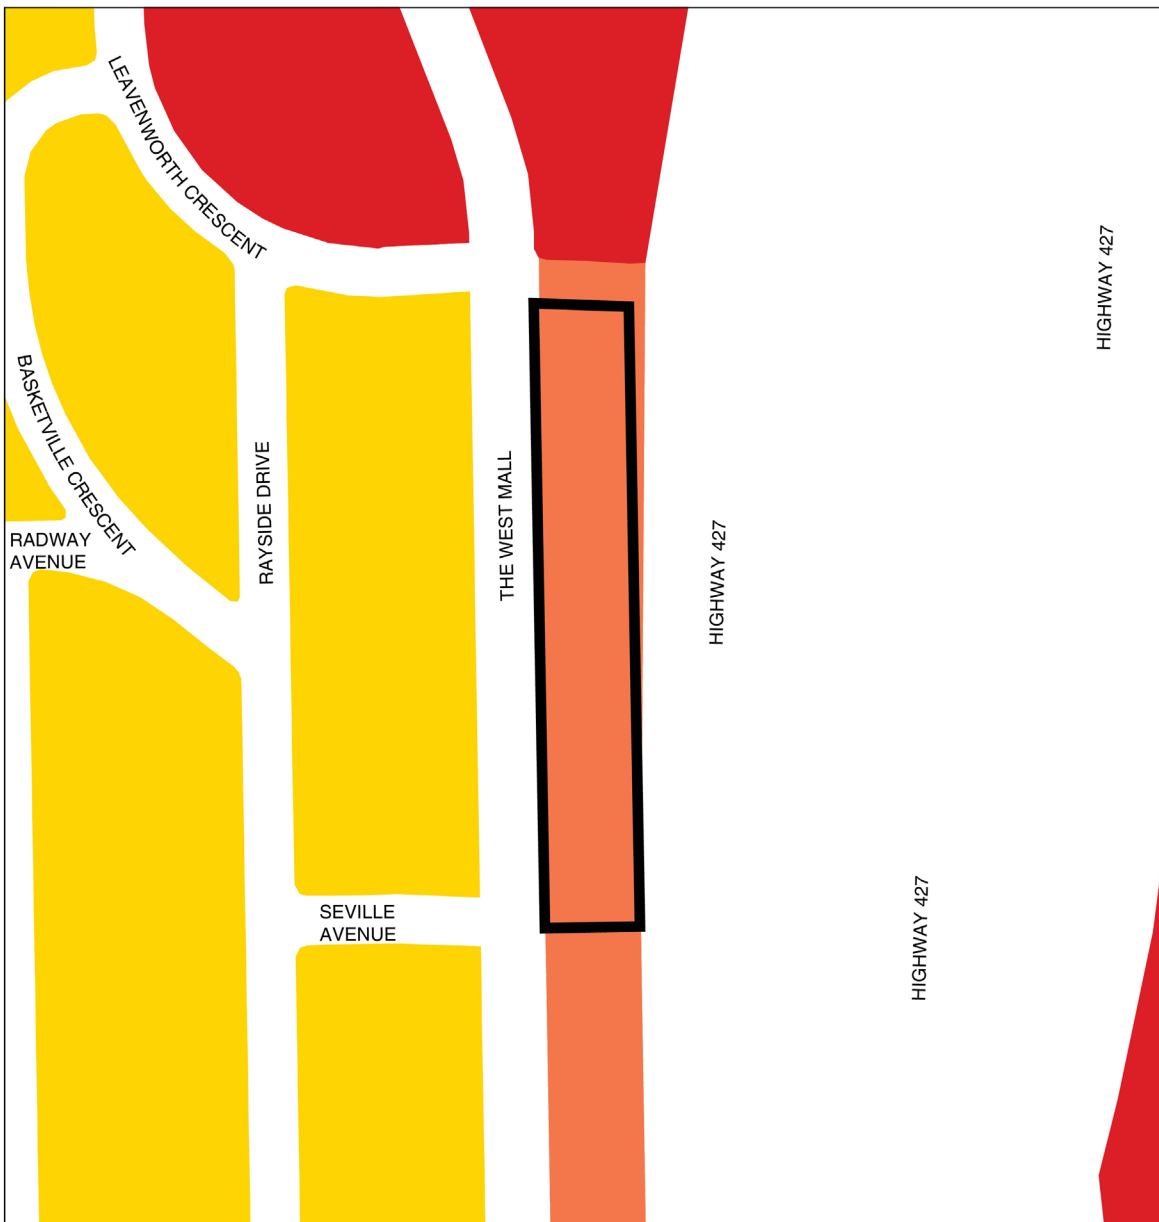 LEAVENWORTH CRESCENT
HIGHWAY 427
BASKETVILLE CRESCENT
RAYSIDE DRIVE
THE WEST MALL
RADWAY
AVENUE
HIGHWAY 427
SEVILLE
AVENUE
HIGHWAY 427